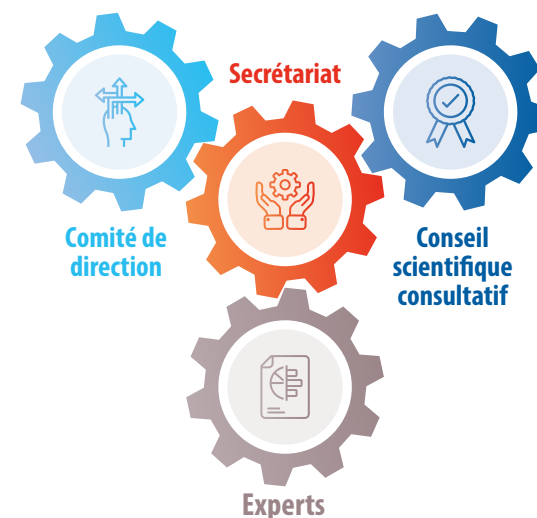 Secrétariat
Comité de
direction
Conseil
scientifique
consultatif
Experts